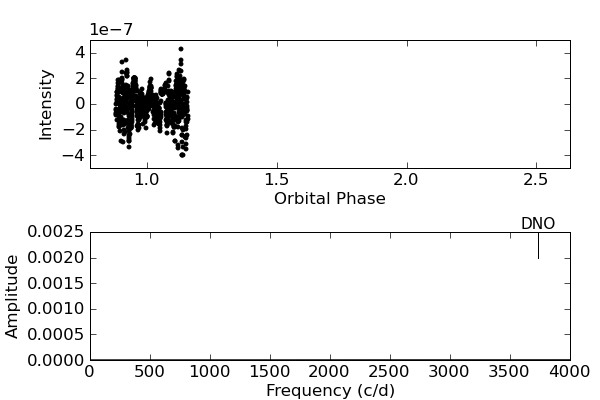 1e−7
4
2
0
−2
−4
Intensity
1.0 1.5 2.0 2.5
Orbital Phase
DNO
0.0025
0.0020
0.0015
0.0010
0.0005
0.0000
Amplitude
0 500 1000 1500 2000 2500 3000 3500 4000
Frequency (c/d)